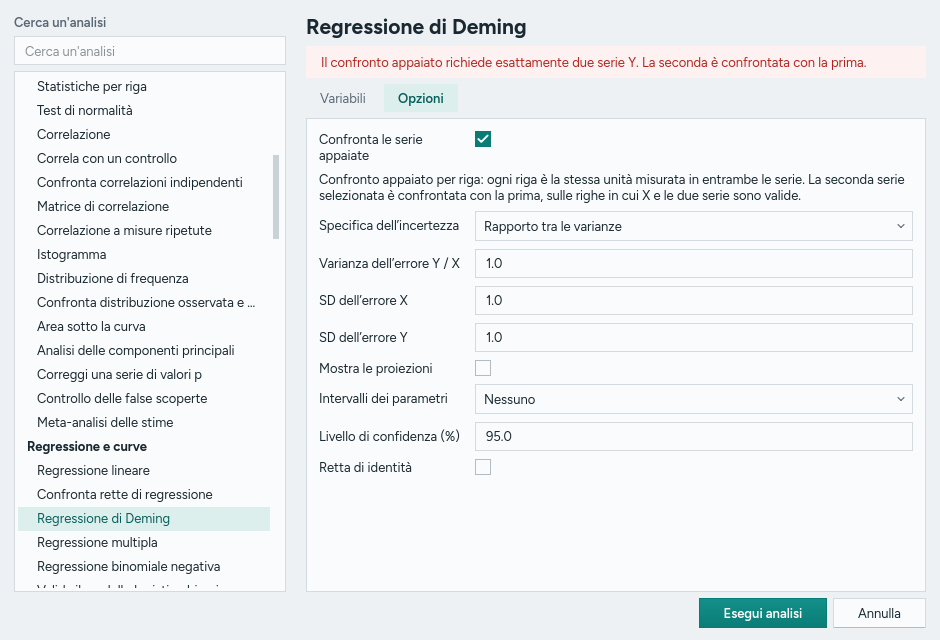 Cerca un'analisi
Cerca un'analisi
Statistiche per riga
Test di normalità
Correlazione
Correla con un controllo
Confronta correlazioni indipendenti
Matrice di correlazione
Correlazione a misure ripetute
Istogramma
Distribuzione di frequenza
Confronta distribuzione osservata e ...
Area sotto la curva
Analisi delle componenti principali
Correggi una serie di valori p
Controllo delle false scoperte
Meta-analisi delle stime
Regressione e curve
Regressione lineare
Confronta rette di regressione
Regressione di Deming
Regressione multipla
Regressione binomiale negativa
Regressione di Deming
Il confronto appaiato richiede esattamente due serie Y. La seconda è confrontata con la prima.
Variabili
Opzioni
Confronta le serie
appaiate
Confronto appaiato per riga: ogni riga è la stessa unità misurata in entrambe le serie. La seconda serie
selezionata è confrontata con la prima, sulle righe in cui X e le due serie sono valide.
Specifica dell'incertezza
Rapporto tra le varianze
Varianza dell'errore Y / X
1.0
SD dell'errore X
1.0
SD dell'errore Y
1.0
Mostra le proiezioni
Intervalli dei parametri
Nessuno
Livello di confidenza (%)
95.0
Retta di identità
Esegui analisi
Annulla